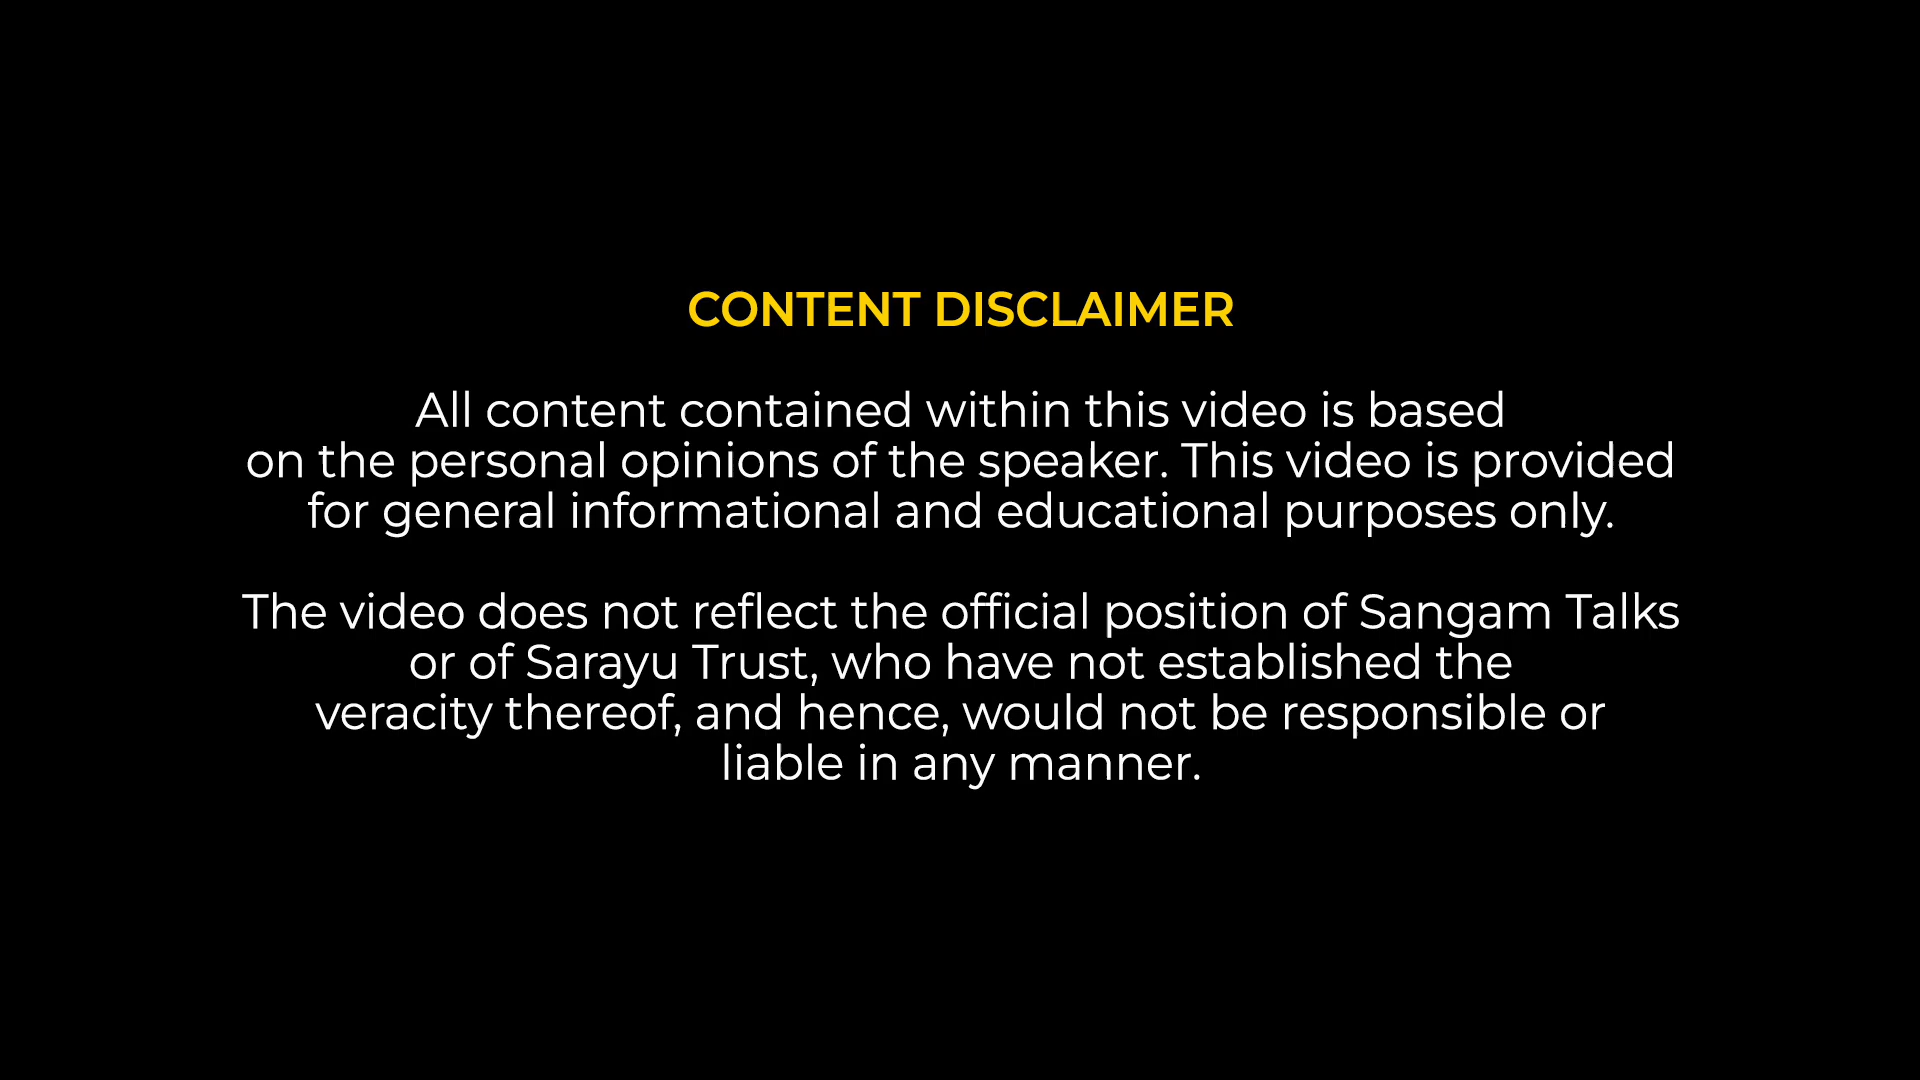 CONTENT DISCLAIMER
All content contained within this video is based
on the personal opinions of the speaker. This video is provided
for general informational and educational purposes only.
The video does not reflect the official position of Sangam Talks
or of Sarayu Trust, who have not established the
veracity thereof, and hence, would not be responsible or
liable in any manner.